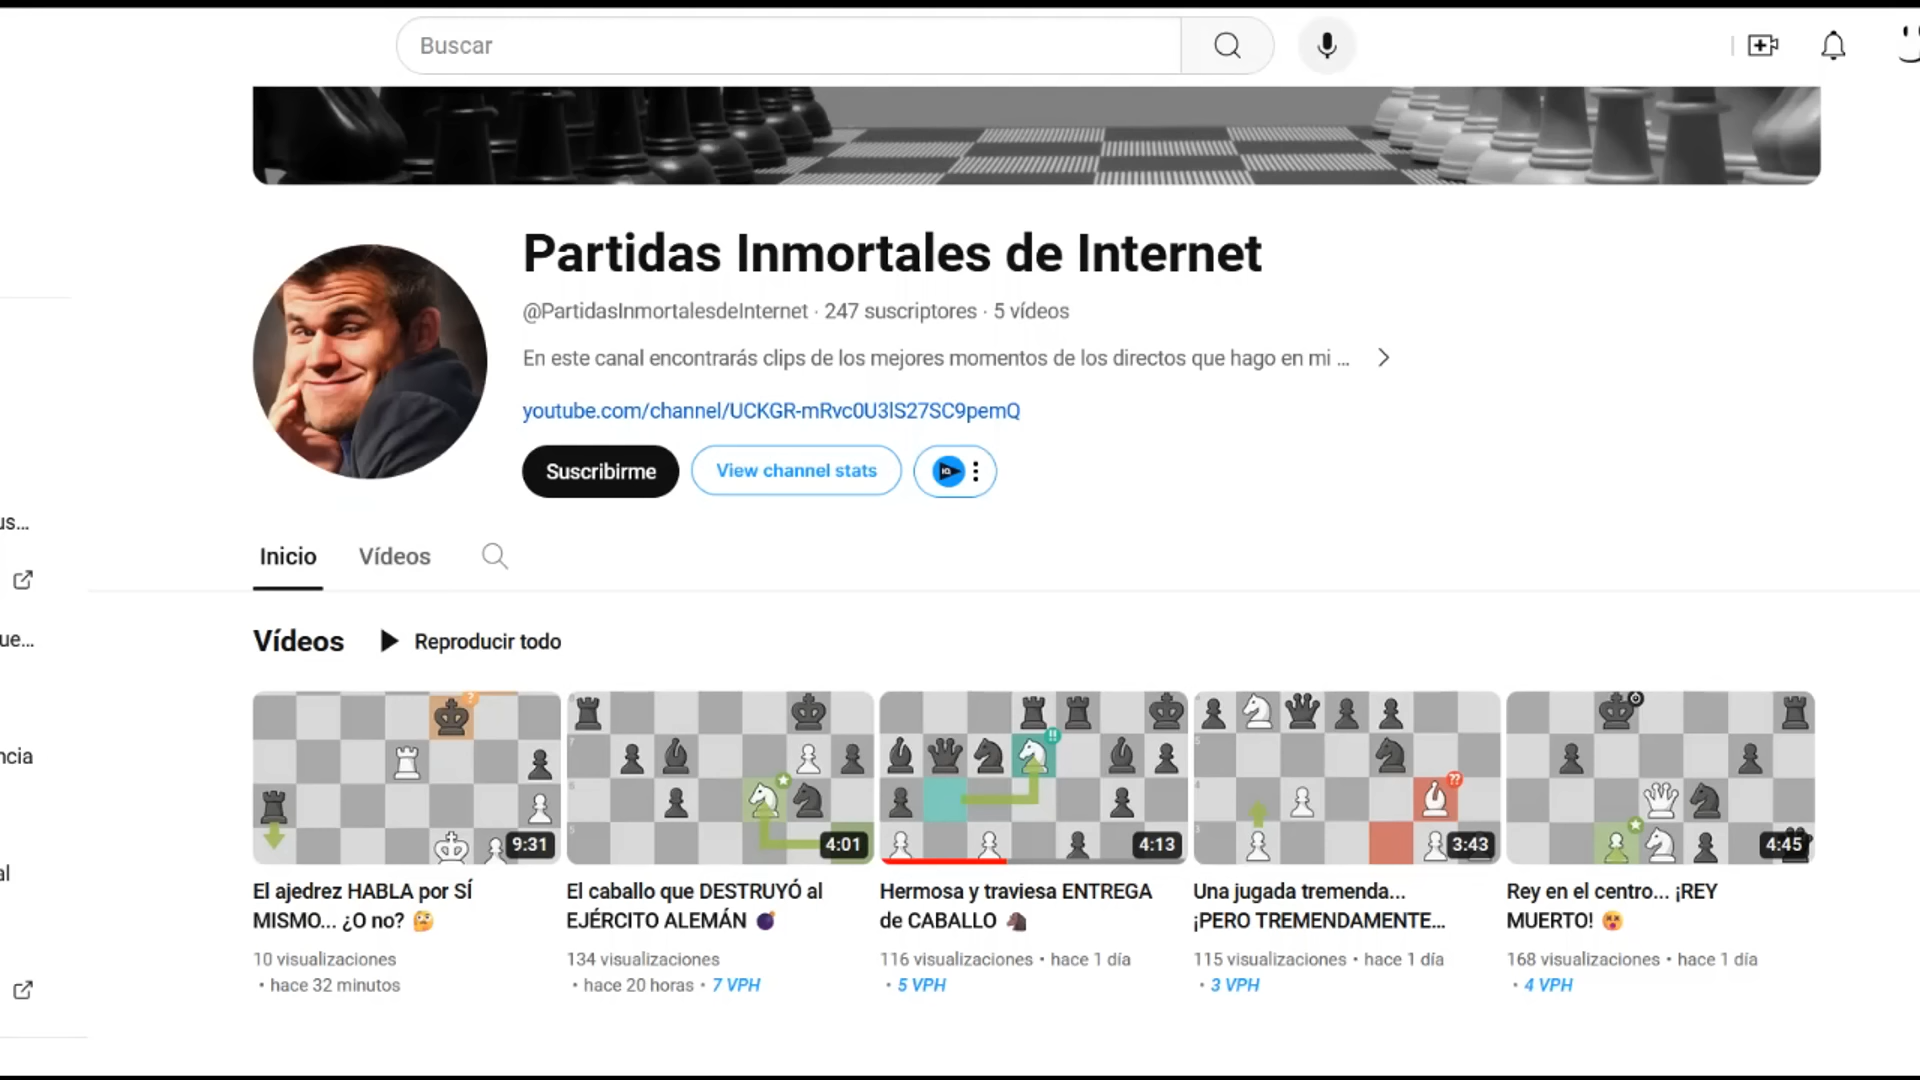 Buscar
Partidas Inmortales de Internet
@PartidasInmortalesdeInternet · 247 suscriptores · 5 vídeos
En este canal encontrarás clips de los mejores momentos de los directos que hago en mi ...
youtube.com/channel/UCKGR-mRvc0U3lS27SC9pemQ
Suscribirme
View channel stats
IQ
us...
Inicio
Vídeos
ue...
Vídeos
Reproducir todo
ncia
al
9:31
4:01
4:13
3:43
4:45
El ajedrez HABLA por SÍ
MISMO... ¿O no? 🤔
10 visualizaciones
• hace 32 minutos
El caballo que DESTRUYÓ al
EJÉRCITO ALEMÁN 💣
134 visualizaciones
• hace 20 horas • 7 VPH
Hermosa y traviesa ENTREGA
de CABALLO 🐴
116 visualizaciones • hace 1 día
• 5 VPH
Una jugada tremenda...
¡PERO TREMENDAMENTE...
115 visualizaciones • hace 1 día
• 3 VPH
Rey en el centro... ¡REY
MUERTO! 😵
168 visualizaciones • hace 1 día
• 4 VPH